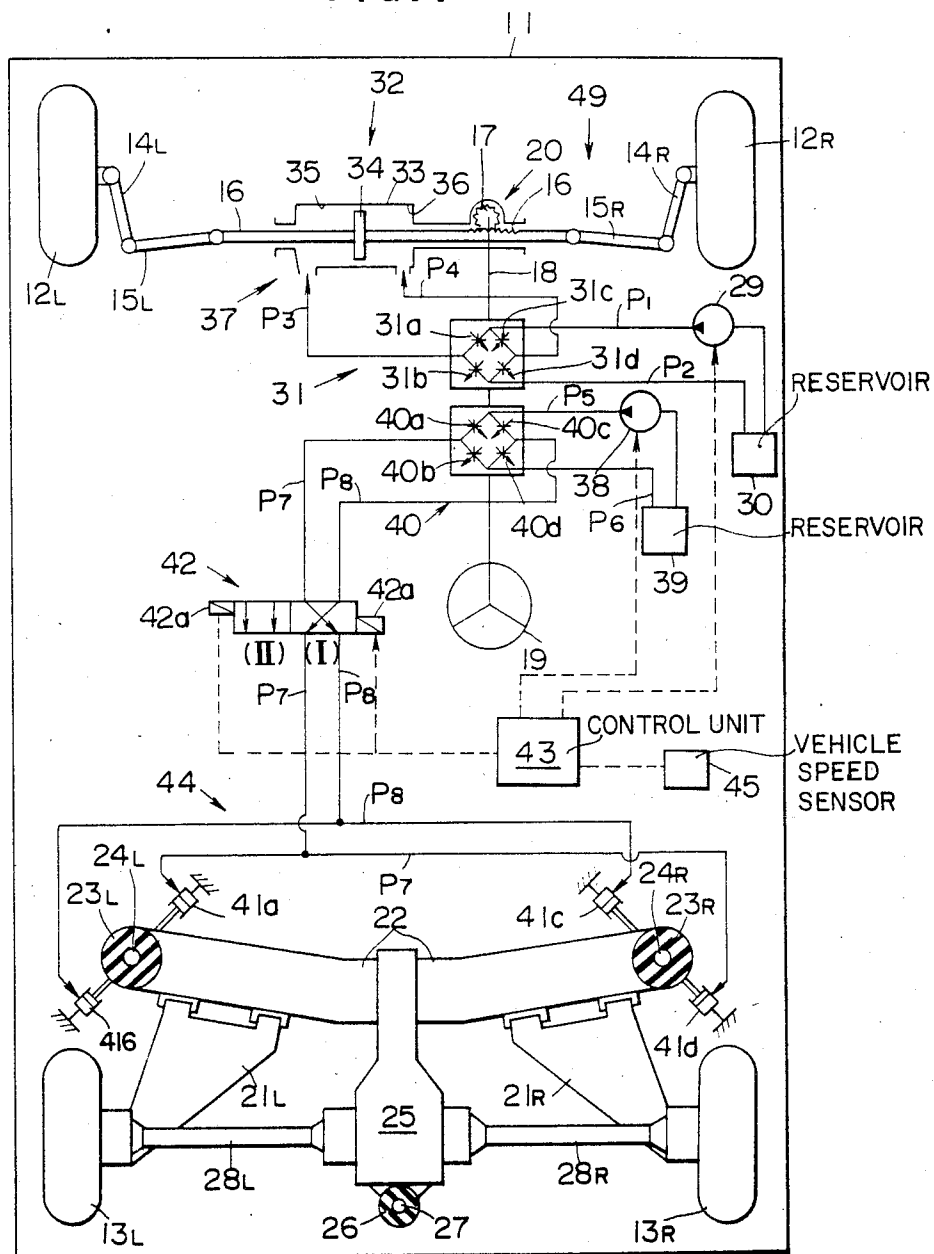 11
32
49
12R
14L
17
20
14R
35
34
33
36
16
16
15R
12L
15L
37
P3
P4
18
31c
P1
29
31a
31d
31b
P2
31
P5
RESERVOIR
40a
40c
30
P7
P8
40b
38
40
40d
P6
RESERVOIR
39
42
42a
42a
(II)
(I)
19
P7
P8
CONTROL UNIT
43
VEHICLE
SPEED
SENSOR
45
44
P8
24L
P7
24R
23L
41a
41c
23R
22
416
41d
21L
21R
25
28L
28R
13L
26
27
13R